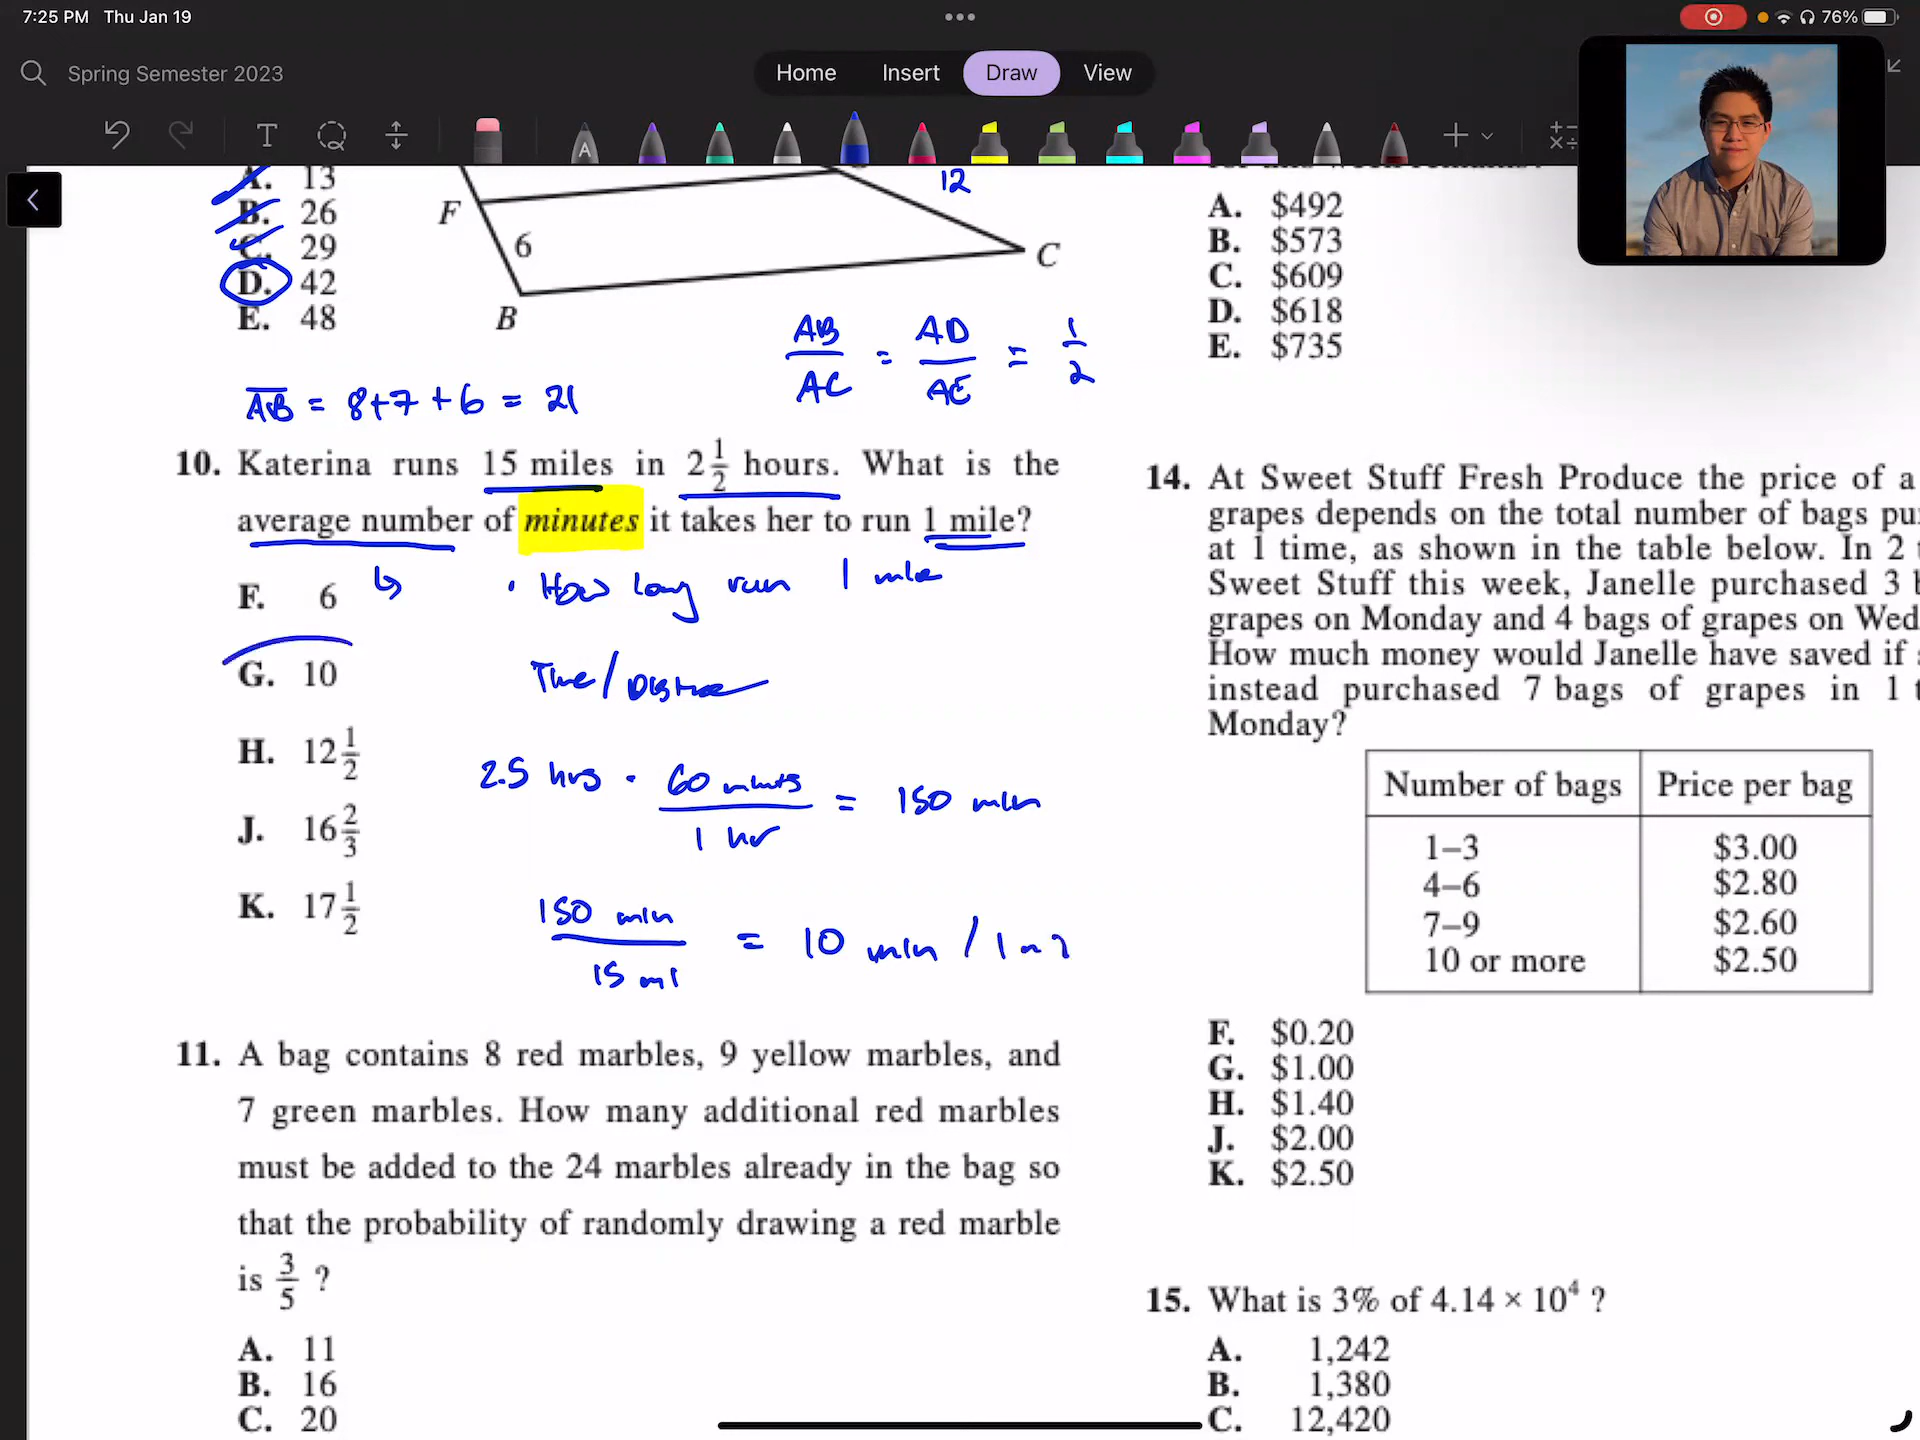 7:25 PM Thu Jan 19
76%
Spring Semester 2023
Home Insert Draw View
T
A
A. 13
B. 26
C. 29
D. 42
E. 48
F
6
12
C
B
AB/AC = AD/AE = 1/2
AB = 8+7+6 = 21
10. Katerina runs 15 miles in 2 1/2 hours. What is the
average number of minutes it takes her to run 1 mile?
F. 6
G. 10
H. 12 1/2
J. 16 2/3
K. 17 1/2
· How long run 1 mile
Time/Distance
2.5 hrs · 60 minuts / 1 hr = 150 min
150 min / 15 mi = 10 min / 1 mi
11. A bag contains 8 red marbles, 9 yellow marbles, and
7 green marbles. How many additional red marbles
must be added to the 24 marbles already in the bag so
that the probability of randomly drawing a red marble
is 3/5 ?
A. 11
B. 16
C. 20
A. $492
B. $573
C. $609
D. $618
E. $735
14. At Sweet Stuff Fresh Produce the price of a
grapes depends on the total number of bags pu
at 1 time, as shown in the table below. In 2
Sweet Stuff this week, Janelle purchased 3
grapes on Monday and 4 bags of grapes on Wed
How much money would Janelle have saved if
instead purchased 7 bags of grapes in 1
Monday?
Number of bags Price per bag
1–3 $3.00
4–6 $2.80
7–9 $2.60
10 or more $2.50
F. $0.20
G. $1.00
H. $1.40
J. $2.00
K. $2.50
15. What is 3% of 4.14 × 10⁴ ?
A. 1,242
B. 1,380
C. 12,420